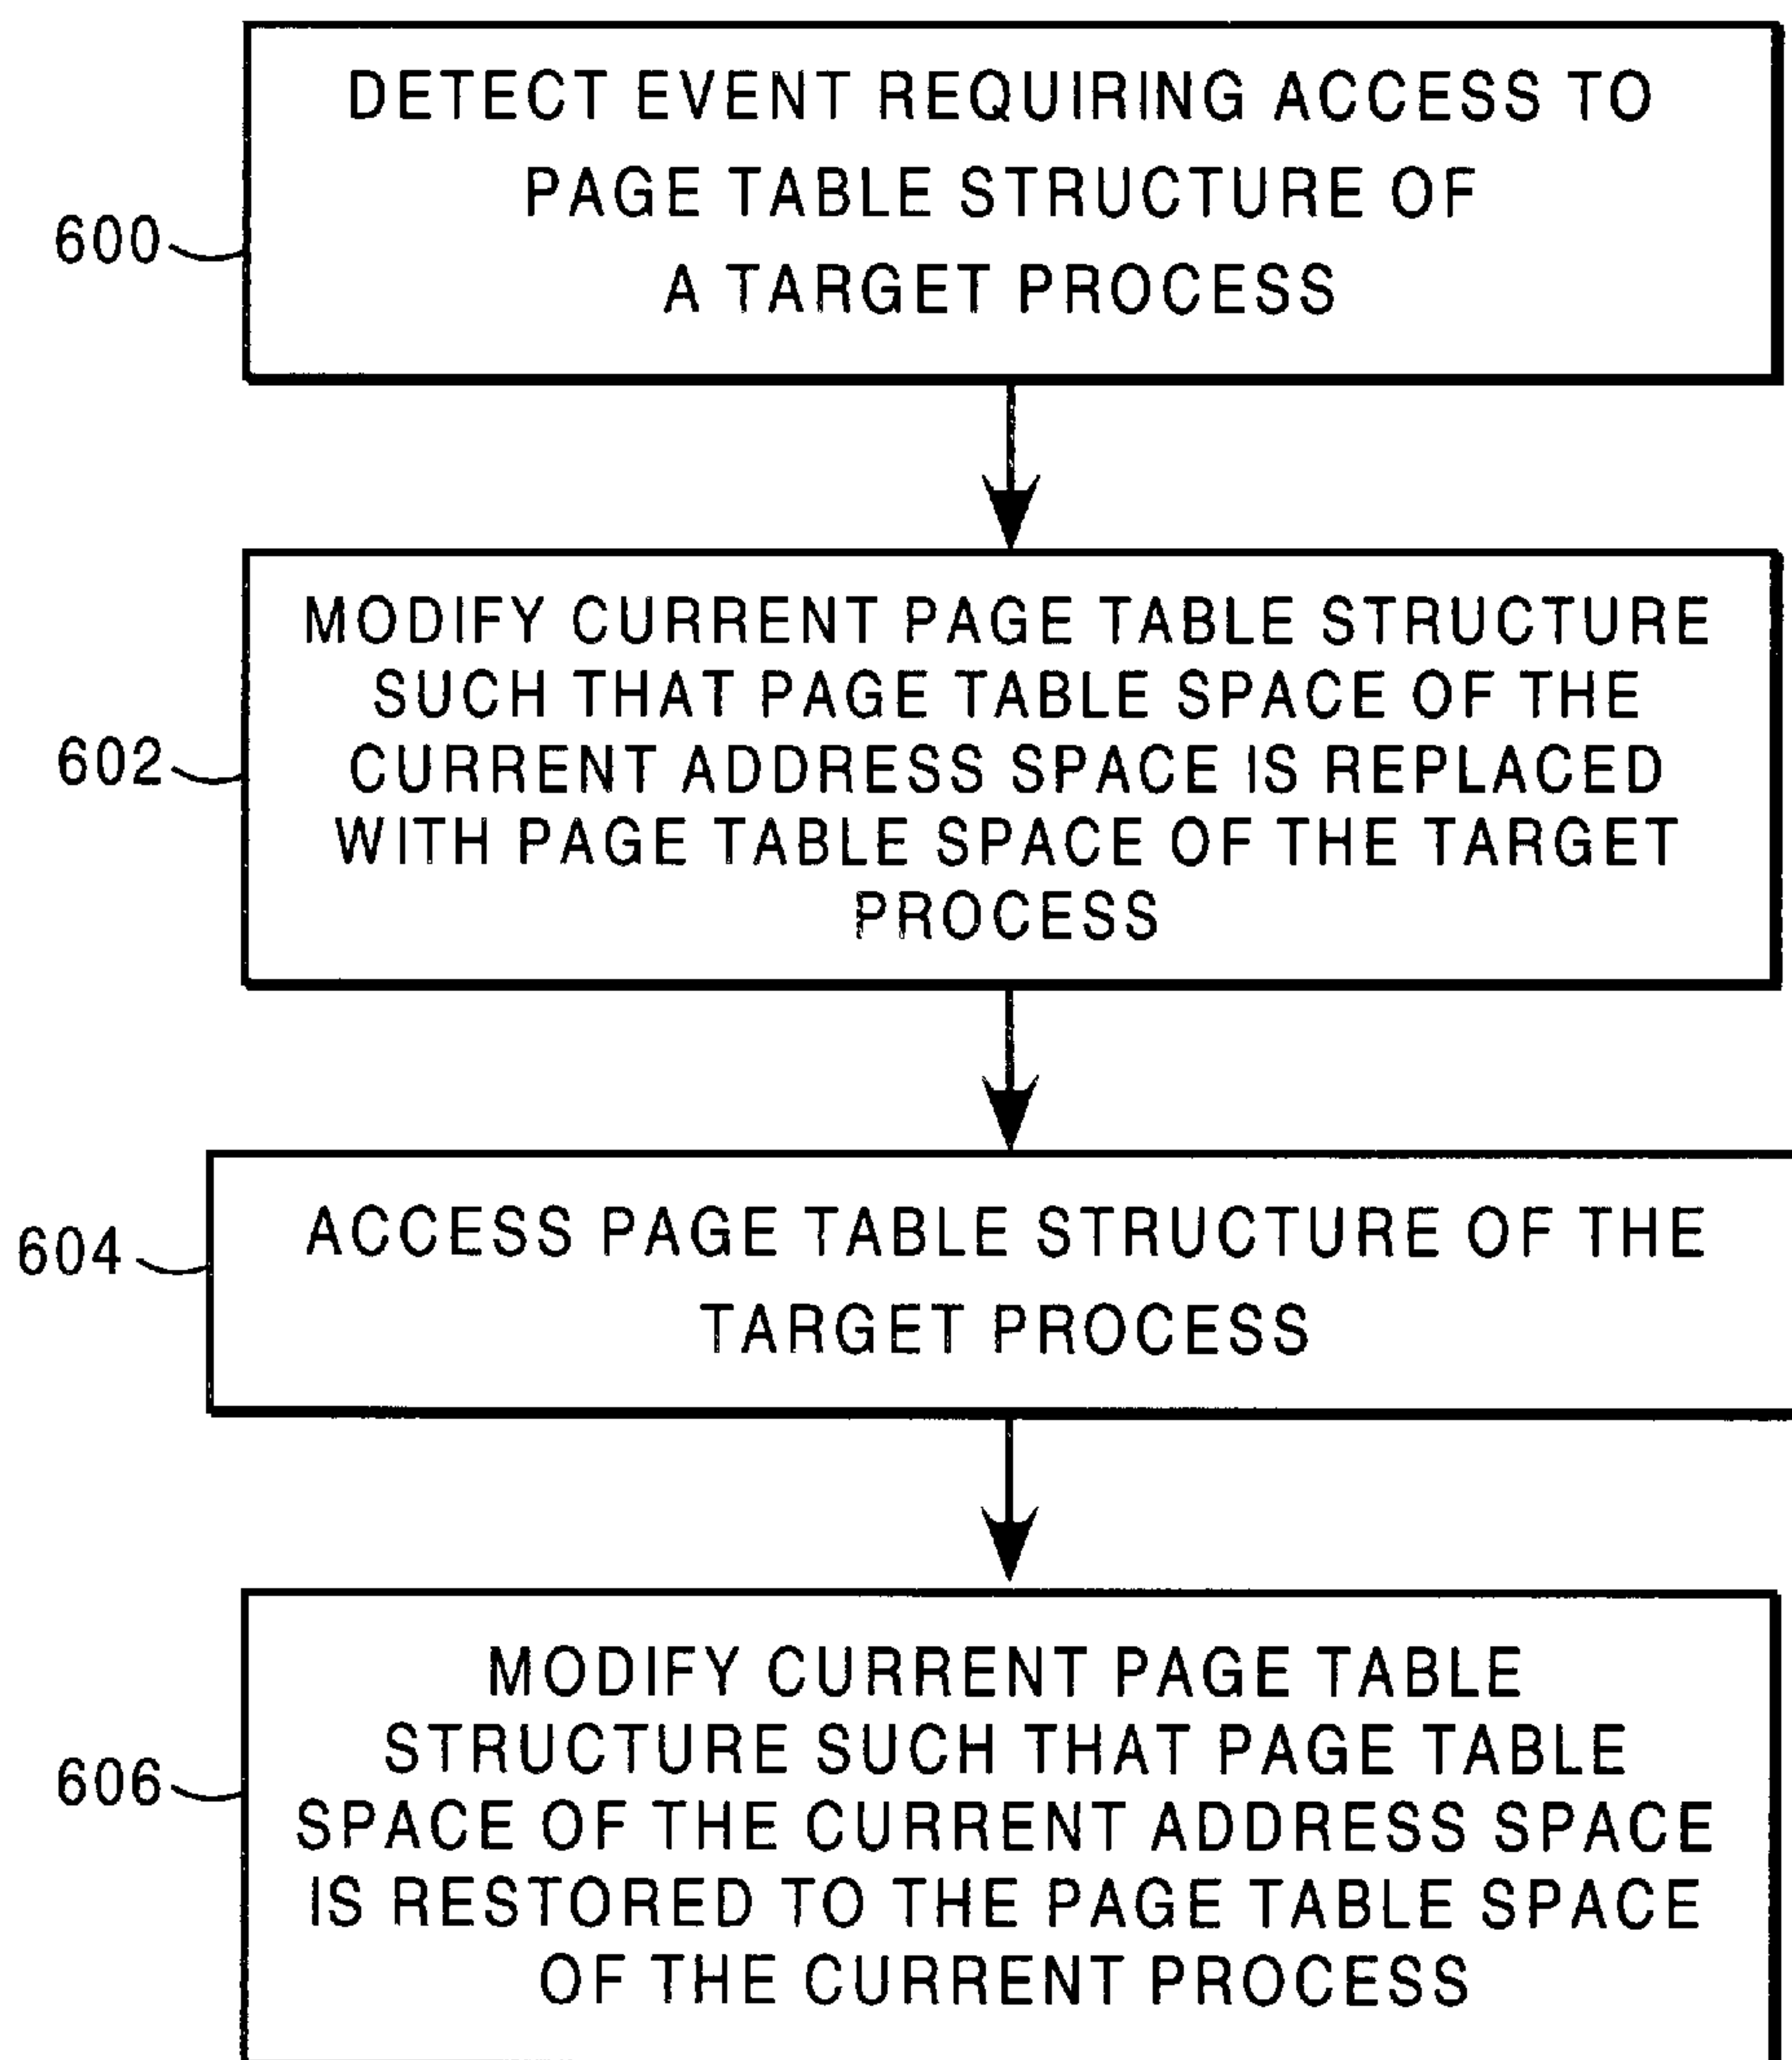 DETECT EVENT REQUIRING ACCESS TO
PAGE TABLE STRUCTURE OF
A TARGET PROCESS
600
MODIFY CURRENT PAGE TABLE STRUCTURE
SUCH THAT PAGE TABLE SPACE OF THE
CURRENT ADDRESS SPACE IS REPLACED
WITH PAGE TABLE SPACE OF THE TARGET
PROCESS
602
ACCESS PAGE TABLE STRUCTURE OF THE
TARGET PROCESS
604
MODIFY CURRENT PAGE TABLE
STRUCTURE SUCH THAT PAGE TABLE
SPACE OF THE CURRENT ADDRESS SPACE
IS RESTORED TO THE PAGE TABLE SPACE
OF THE CURRENT PROCESS
606